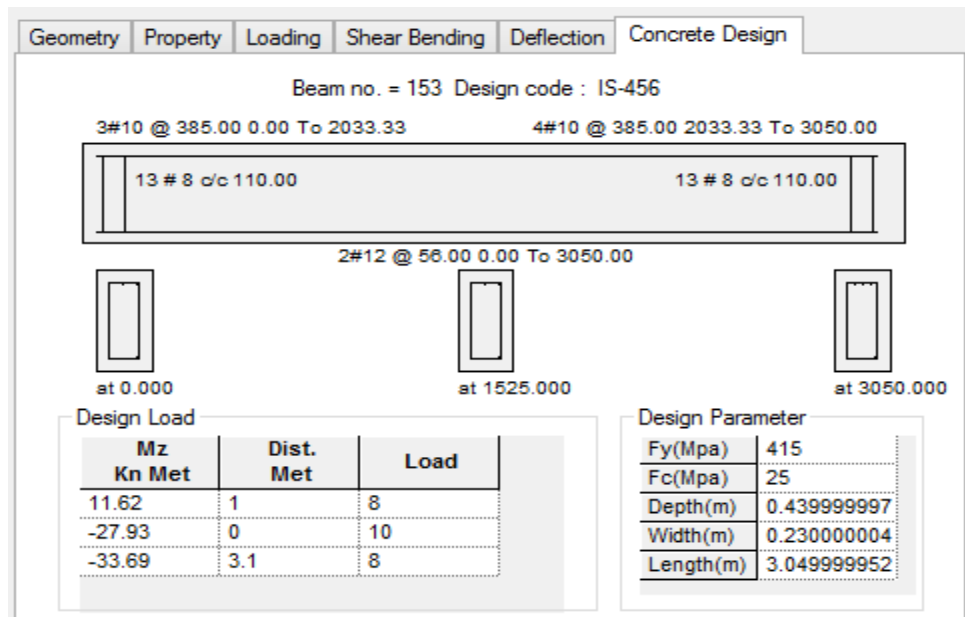 Geometry Property Loading Shear Bending Deflection Concrete Design
Beam no. = 153 Design code : IS-456
3#10 @ 385.00 0.00 To 2033.33 4#10 @ 385.00 2033.33 To 3050.00
13 # 8 c/c 110.00 13 # 8 c/c 110.00
2#12 @ 56.00 0.00 To 3050.00
at 0.000 at 1525.000 at 3050.000
Design Load
Mz Kn Met Dist. Met Load
11.62 1 8
-27.93 0 10
-33.69 3.1 8
Design Parameter
Fy(Mpa) 415
Fc(Mpa) 25
Depth(m) 0.439999997
Width(m) 0.230000004
Length(m) 3.049999952